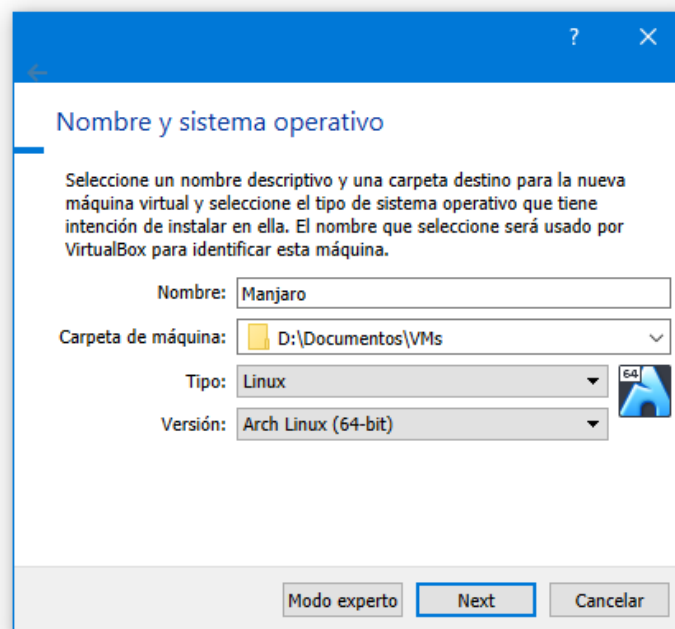 ?
Nombre y sistema operativo
Seleccione un nombre descriptivo y una carpeta destino para la nueva
máquina virtual y seleccione el tipo de sistema operativo que tiene
intención de instalar en ella. El nombre que seleccione será usado por
VirtualBox para identificar esta máquina.
Nombre: Manjaro
Carpeta de máquina: D:\Documentos\VMs
Tipo: Linux
64
Versión: Arch Linux (64-bit)
Modo experto Next Cancelar